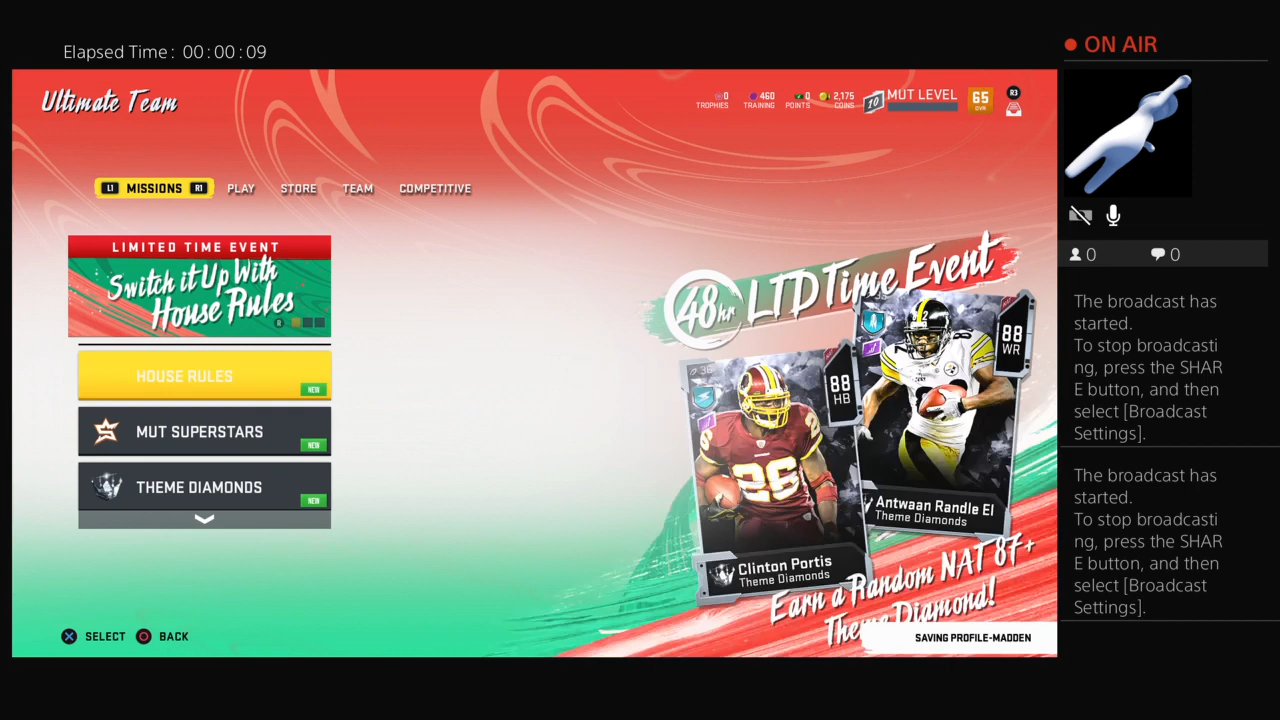 Elapsed Time: 00:00:09
ON AIR
Ultimate Team
0 TROPHIES
460 TRAINING
0 POINTS
2,175 COINS
10 MUT LEVEL
65 OVR
R3
L1 MISSIONS R1 PLAY STORE TEAM COMPETITIVE
LIMITED TIME EVENT
Switch it Up With
House Rules
R
HOUSE RULES
NEW
MUT SUPERSTARS
NEW
THEME DIAMONDS
NEW
48hr LTD Time Event
88
HB
26
Clinton Portis
Theme Diamonds
88
WR
Antwaan Randle El
Theme Diamonds
Earn a Random NAT 87+
Theme Diamond!
SELECT BACK
SAVING PROFILE-MADDEN
0 0
The broadcast has
started.
To stop broadcasti
ng, press the SHAR
E button, and then
select [Broadcast
Settings].
The broadcast has
started.
To stop broadcasti
ng, press the SHAR
E button, and then
select [Broadcast
Settings].